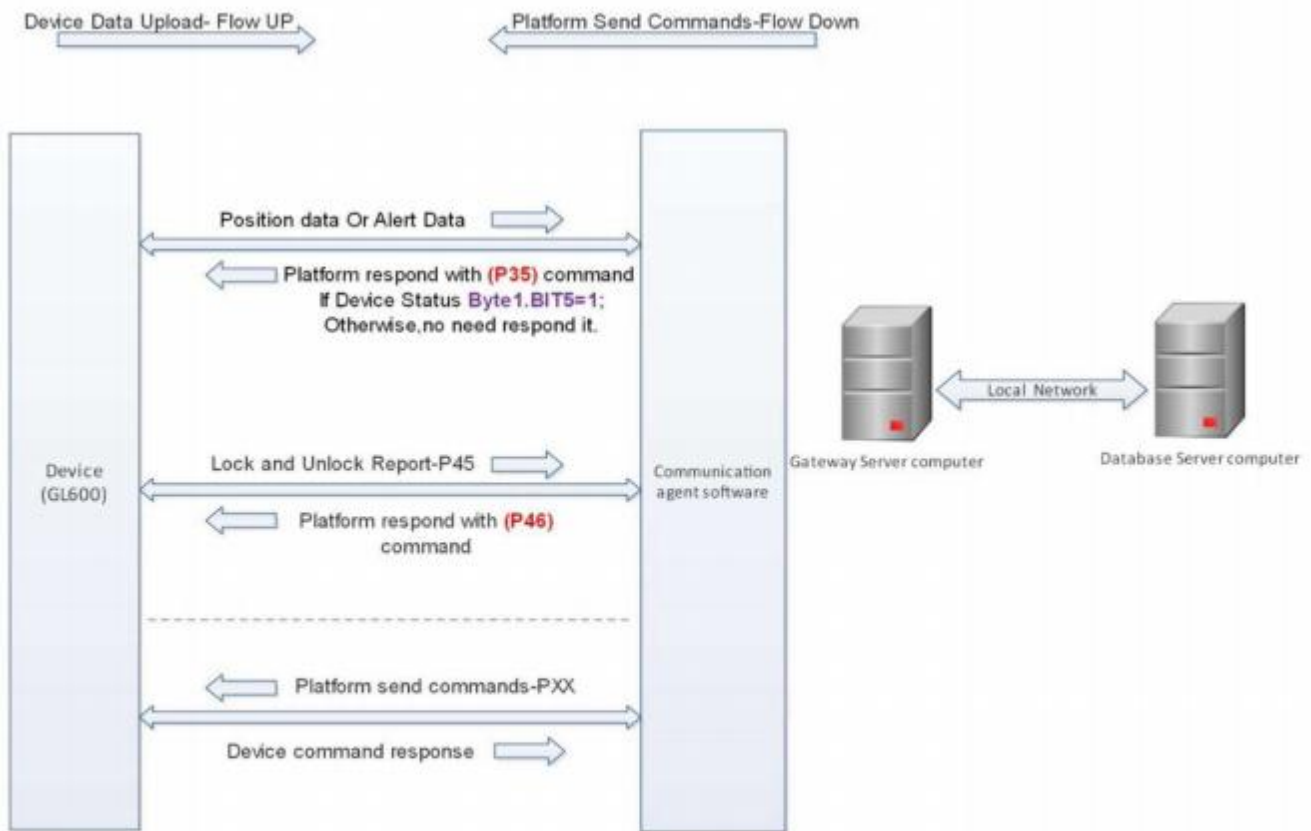 Device Data Upload- Flow UP
Platform Send Commands-Flow Down
Position data Or Alert Data
Platform respond with (P35) command
If Device Status Byte1.BIT5=1;
Otherwise,no need respond it.
Local Network
Gateway Server computer
Database Server computer
Device
(GL600)
Lock and Unlock Report-P45
Communication
agent software
Platform respond with (P46)
command
Platform send commands-PXX
Device command response